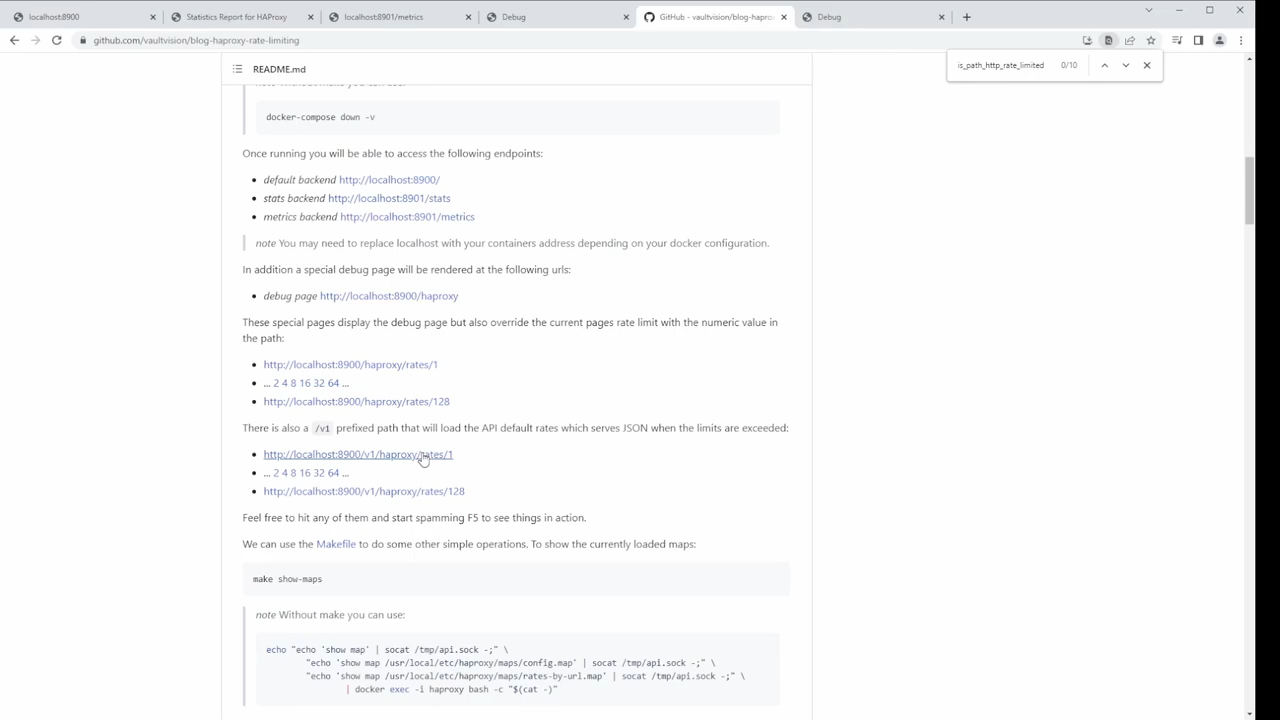 localhost:8900
Statistics Report for HAProxy
localhost:8901/metrics
Debug
GitHub - vaultvision/blog-haprox
Debug
github.com/vaultvision/blog-haproxy-rate-limiting
is_path_http_rate_limited 0/10
README.md
docker-compose down -v
Once running you will be able to access the following endpoints:
default backend http://localhost:8900/
stats backend http://localhost:8901/stats
metrics backend http://localhost:8901/metrics
note You may need to replace localhost with your containers address depending on your docker configuration.
In addition a special debug page will be rendered at the following urls:
debug page http://localhost:8900/haproxy
These special pages display the debug page but also override the current pages rate limit with the numeric value in
the path:
http://localhost:8900/haproxy/rates/1
... 2 4 8 16 32 64 ...
http://localhost:8900/haproxy/rates/128
There is also a /v1 prefixed path that will load the API default rates which serves JSON when the limits are exceeded:
http://localhost:8900/v1/haproxy/rates/1
... 2 4 8 16 32 64 ...
http://localhost:8900/v1/haproxy/rates/128
Feel free to hit any of them and start spamming F5 to see things in action.
We can use the Makefile to do some other simple operations. To show the currently loaded maps:
make show-maps
note Without make you can use:
echo "echo 'show map' | socat /tmp/api.sock -;" \
"echo 'show map /usr/local/etc/haproxy/maps/config.map' | socat /tmp/api.sock -;" \
"echo 'show map /usr/local/etc/haproxy/maps/rates-by-url.map' | socat /tmp/api.sock -;" \
| docker exec -i haproxy bash -c "$(cat -)"